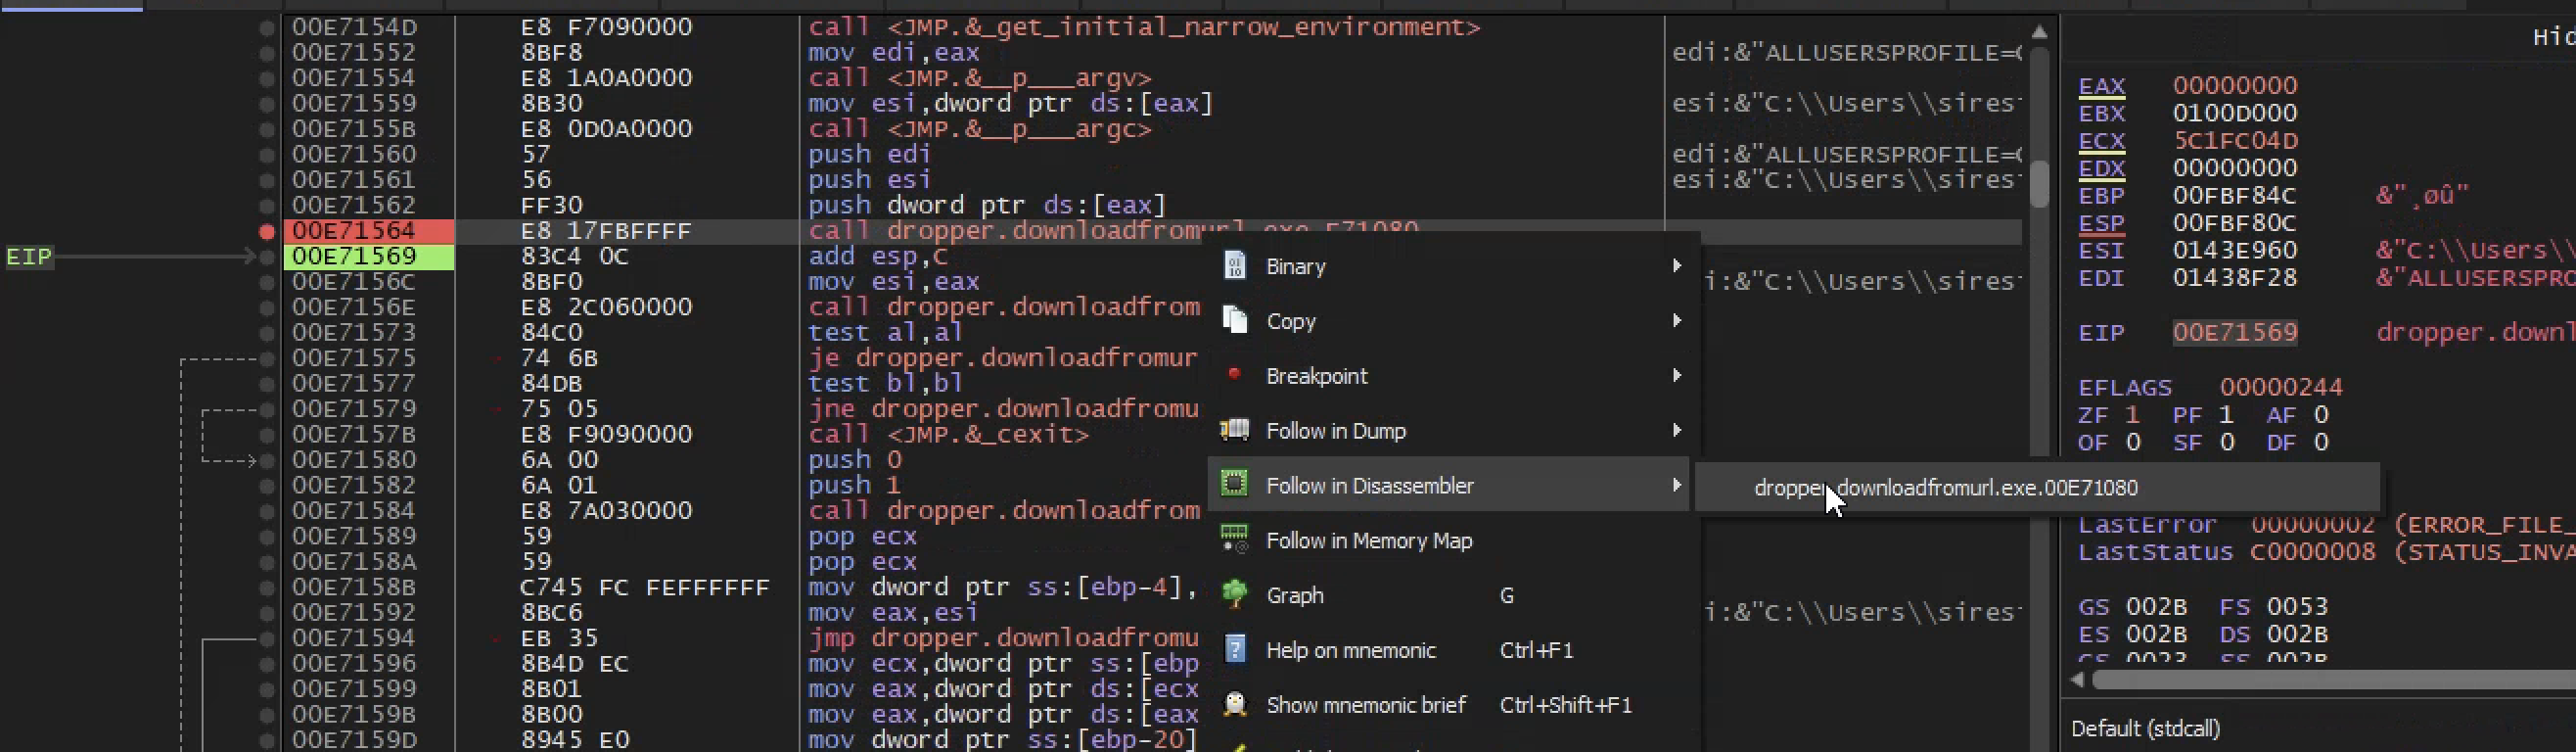 00E7154D E8 F7090000 call <JMP.&_get_initial_narrow_environment>
00E71552 8BF8 mov edi,eax edi:&"ALLUSERSPROFILE=
00E71554 E8 1A0A0000 call <JMP.&__p___argv>
00E71559 8B30 mov esi,dword ptr ds:[eax] esi:&"C:\\Users\\sires
00E7155B E8 0D0A0000 call <JMP.&__p___argc>
00E71560 57 push edi edi:&"ALLUSERSPROFILE=
00E71561 56 push esi esi:&"C:\\Users\\sires
00E71562 FF30 push dword ptr ds:[eax]
00E71564 E8 17FBFFFF call dropper.downloadfromurl.exe.E71080
EIP 00E71569 83C4 0C add esp,C
00E7156C 8BF0 mov esi,eax i:&"C:\\Users\\sires
00E7156E E8 2C060000 call dropper.downloadfrom
00E71573 84C0 test al,al
00E71575 74 6B je dropper.downloadfromur
00E71577 84DB test bl,bl
00E71579 75 05 jne dropper.downloadfromu
00E7157B E8 F9090000 call <JMP.&_cexit>
00E71580 6A 00 push 0
00E71582 6A 01 push 1
00E71584 E8 7A030000 call dropper.downloadfrom
00E71589 59 pop ecx
00E7158A 59 pop ecx
00E7158B C745 FC FEFFFFFF mov dword ptr ss:[ebp-4],
00E71592 8BC6 mov eax,esi i:&"C:\\Users\\sires
00E71594 EB 35 jmp dropper.downloadfromu
00E71596 8B4D EC mov ecx,dword ptr ss:[ebp
00E71599 8B01 mov eax,dword ptr ds:[ecx
00E7159B 8B00 mov eax,dword ptr ds:[eax
00E7159D 8945 E0 mov dword ptr ss:[ebp-20]
Binary
Copy
Breakpoint
Follow in Dump
Follow in Disassembler
dropper.downloadfromurl.exe.00E71080
Follow in Memory Map
Graph G
Help on mnemonic Ctrl+F1
Show mnemonic brief Ctrl+Shift+F1
Hid
EAX 00000000
EBX 0100D000
ECX 5C1FC04D
EDX 00000000
EBP 00FBF84C &"¸øû"
ESP 00FBF80C
ESI 0143E960 &"C:\\Users\\
EDI 01438F28 &"ALLUSERSPRO
EIP 00E71569 dropper.downl
EFLAGS 00000244
ZF 1 PF 1 AF 0
OF 0 SF 0 DF 0
LastError 00000002 (ERROR_FILE_
LastStatus C0000008 (STATUS_INVA
GS 002B FS 0053
ES 002B DS 002B
CS 0023 SS 002B
Default (stdcall)